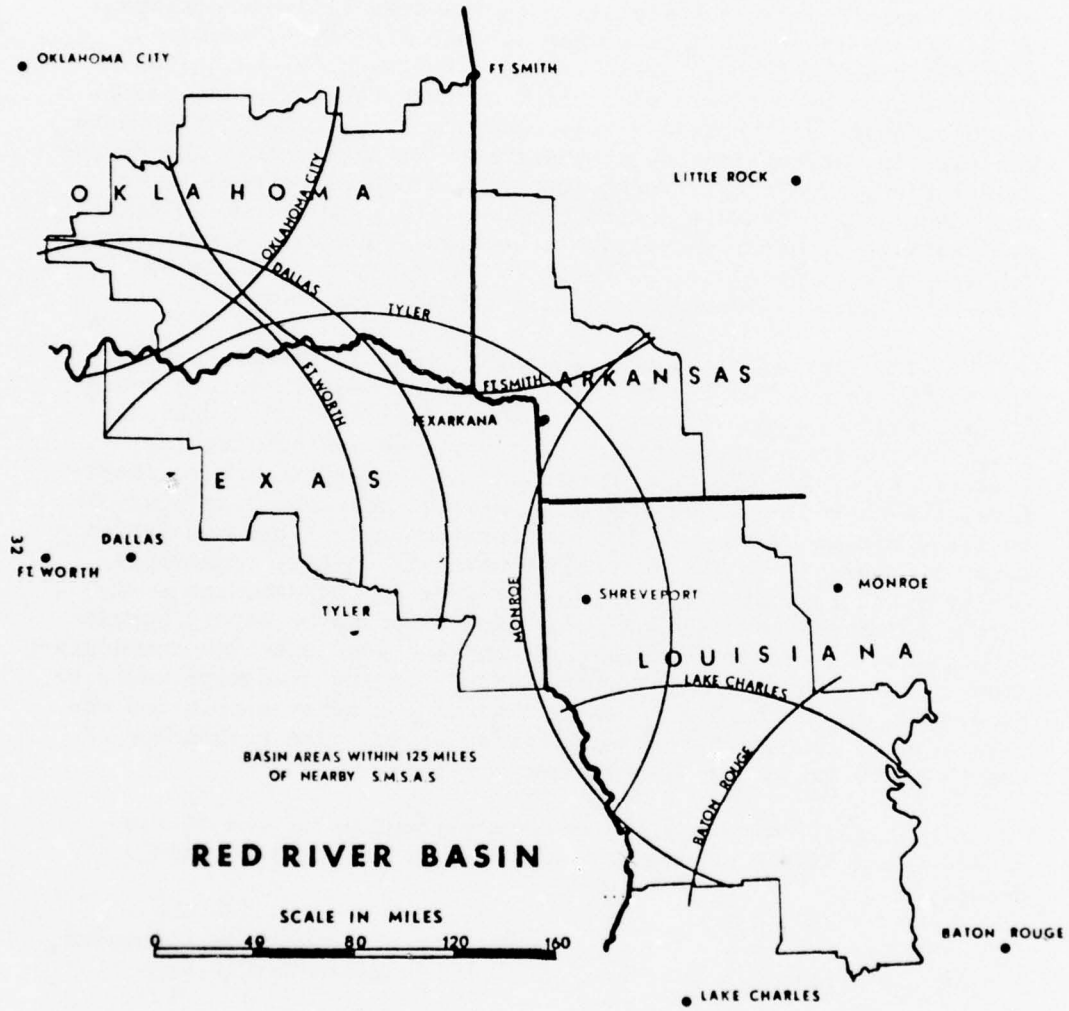 OKLAHOMA CITY
FT SMITH
LITTLE ROCK
OKLAHOMA
OKLAHOMA CITY
DALLAS
TYLER
FT WORTH
FT SMITH
ARKANSAS
TEXARKANA
TEXAS
32
DALLAS
FT. WORTH
TYLER
MONROE
SHREVEPORT
MONROE
LOUISIANA
LAKE CHARLES
BATON ROUGE
BASIN AREAS WITHIN 125 MILES
OF NEARBY S.M.S.A S
RED RIVER BASIN
SCALE IN MILES
0 40 80 120 160
BATON ROUGE
LAKE CHARLES